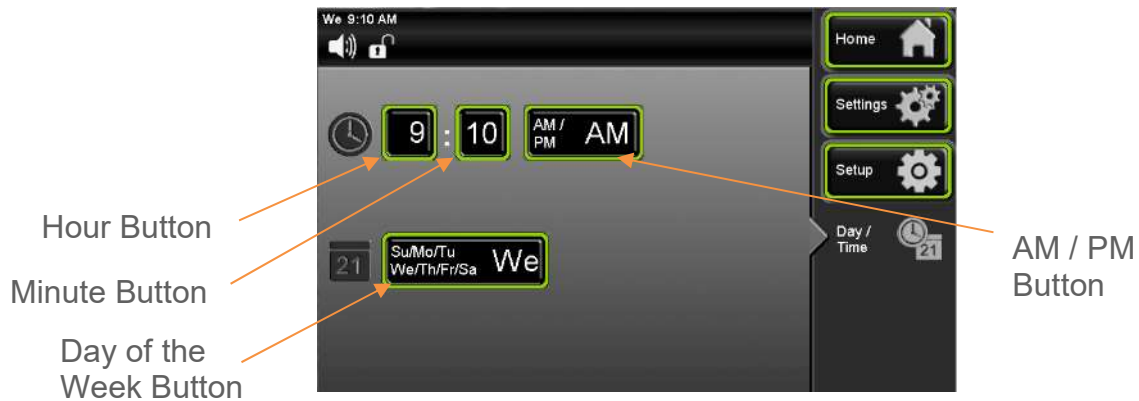 We 9:10 AM
Home
Settings
9 : 10
AM /
PM
AM
Setup
Hour Button
Day /
Time
21
AM / PM
Button
21
Su/Mo/Tu
We/Th/Fr/Sa
We
Minute Button
Day of the
Week Button